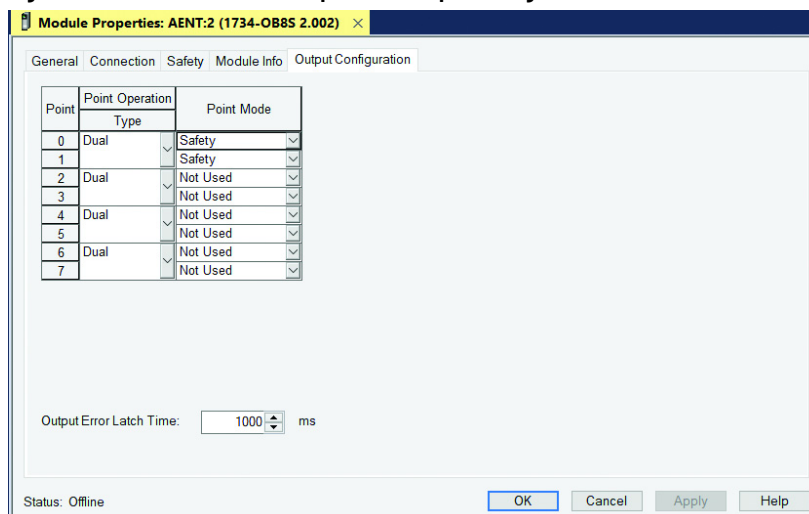 Module Properties: AENT:2 (1734-OB8S 2.002) ×
General Connection Safety Module Info Output Configuration
Point Point Operation Point Mode
Type
0 Dual Safety
1 Safety
2 Dual Not Used
3 Not Used
4 Dual Not Used
5 Not Used
6 Dual Not Used
7 Not Used
Output Error Latch Time: 1000 ms
Status: Offline OK Cancel Apply Help